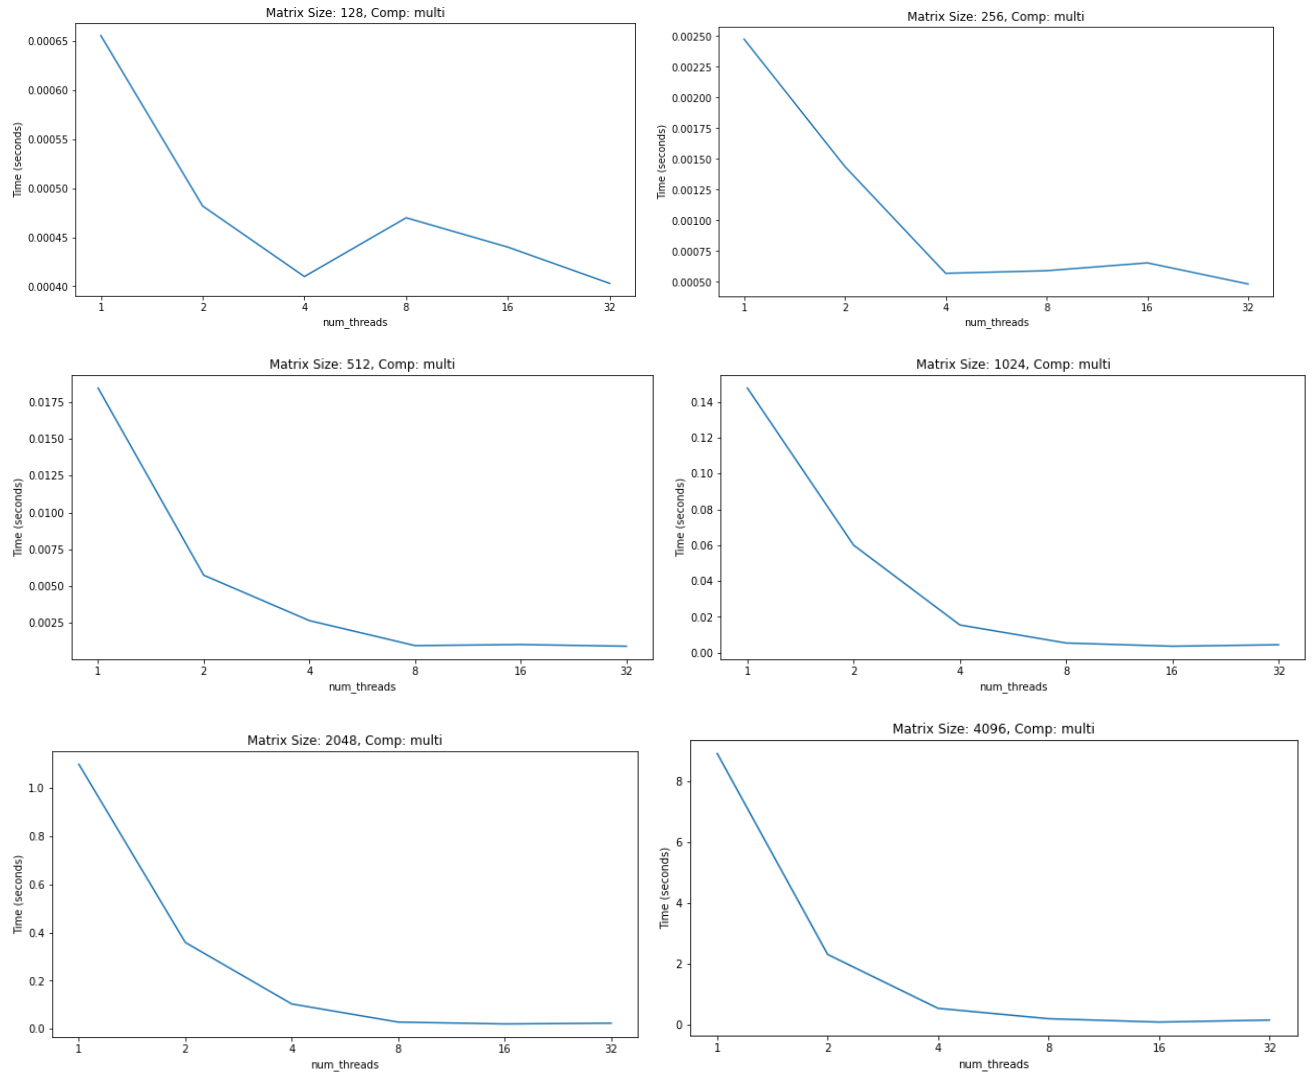 Matrix Size: 128, Comp: multi
Time (seconds)
0.00065
0.00060
0.00055
0.00050
0.00045
0.00040
1 2 4 8 16 32
num_threads
Matrix Size: 256, Comp: multi
Time (seconds)
0.00250
0.00225
0.00200
0.00175
0.00150
0.00125
0.00100
0.00075
0.00050
1 2 4 8 16 32
num_threads
Matrix Size: 512, Comp: multi
Time (seconds)
0.0175
0.0150
0.0125
0.0100
0.0075
0.0050
0.0025
1 2 4 8 16 32
num_threads
Matrix Size: 1024, Comp: multi
Time (seconds)
0.14
0.12
0.10
0.08
0.06
0.04
0.02
0.00
1 2 4 8 16 32
num_threads
Matrix Size: 2048, Comp: multi
Time (seconds)
1.0
0.8
0.6
0.4
0.2
0.0
1 2 4 8 16 32
num_threads
Matrix Size: 4096, Comp: multi
Time (seconds)
8
6
4
2
0
1 2 4 8 16 32
num_threads